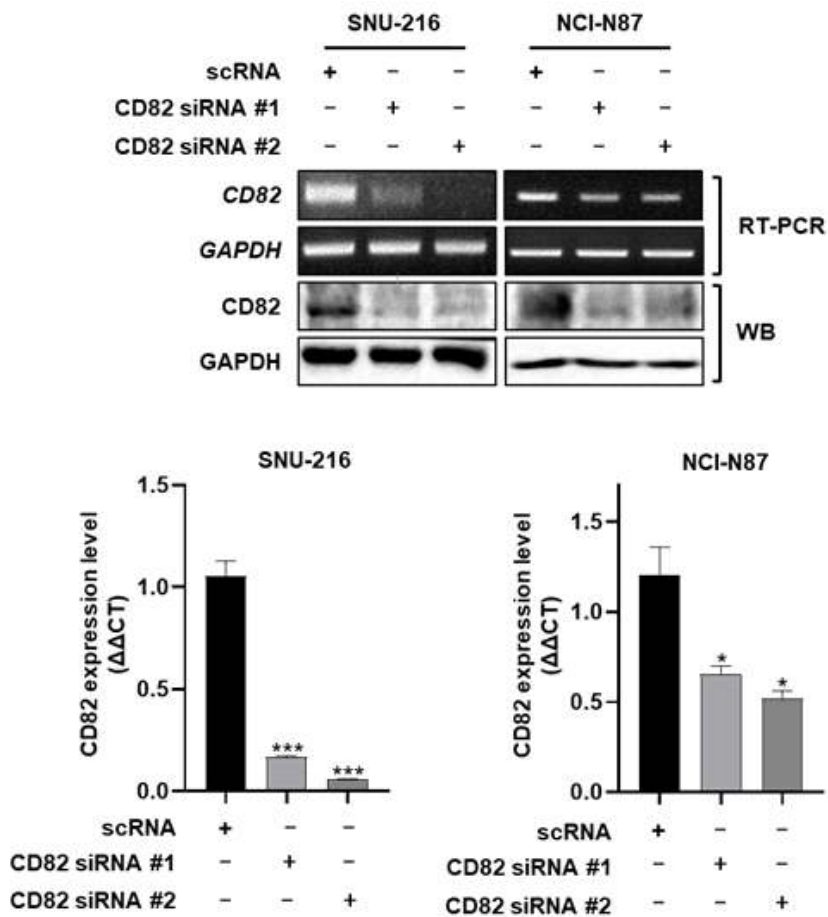 SNU-216 NCI-N87
scRNA + – – + – –
CD82 siRNA #1 – + – – + –
CD82 siRNA #2 – – + – – +
CD82
GAPDH
RT-PCR
CD82
GAPDH
WB
SNU-216
CD82 expression level
(ΔΔCT)
1.5
1.0
0.5
0.0
*** ***
scRNA + – –
CD82 siRNA #1 – + –
CD82 siRNA #2 – – +
NCI-N87
CD82 expression level
(ΔΔCT)
1.5
1.0
0.5
0.0
* *
scRNA + – –
CD82 siRNA #1 – + –
CD82 siRNA #2 – – +